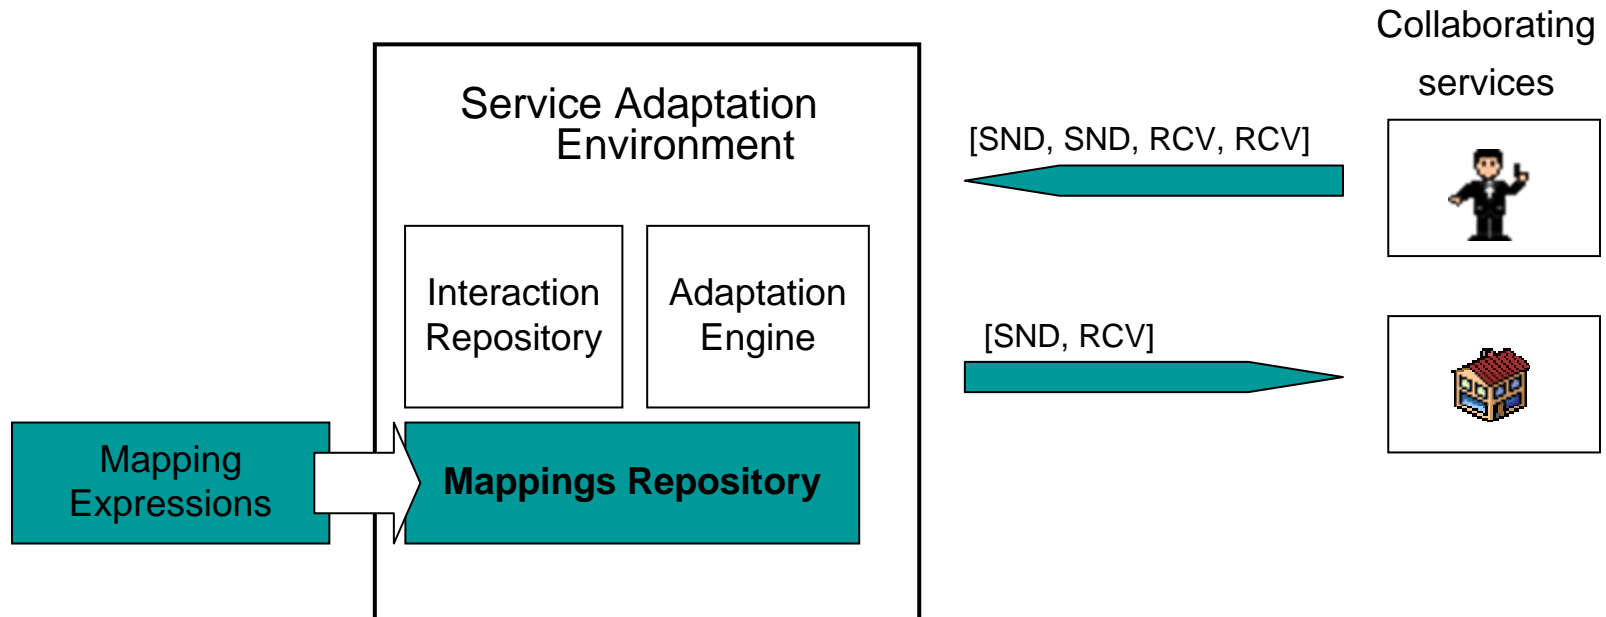 Collaborating
services
Service Adaptation
Environment
[SND, SND, RCV, RCV]
Interaction
Repository
Adaptation
Engine
[SND, RCV]
Mapping
Expressions
Mappings Repository